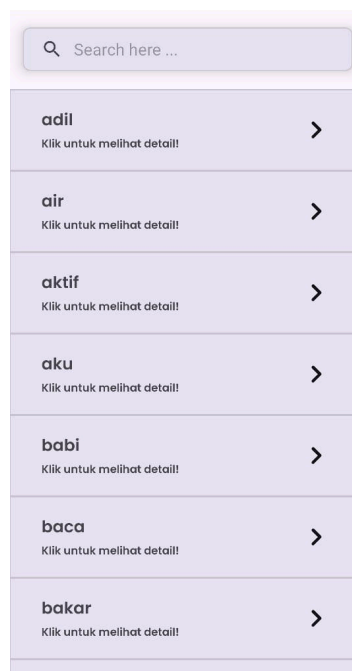 Search here ...
adil
Klik untuk melihat detail!
air
Klik untuk melihat detail!
aktif
Klik untuk melihat detail!
aku
Klik untuk melihat detail!
babi
Klik untuk melihat detail!
baca
Klik untuk melihat detail!
bakar
Klik untuk melihat detail!